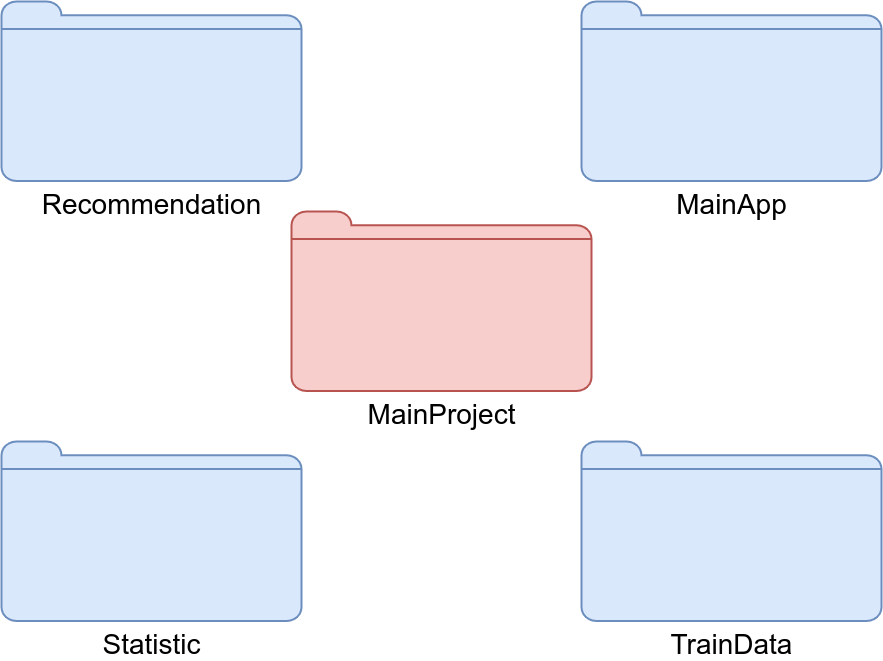 Recommendation
MainApp
MainProject
Statistic
TrainData